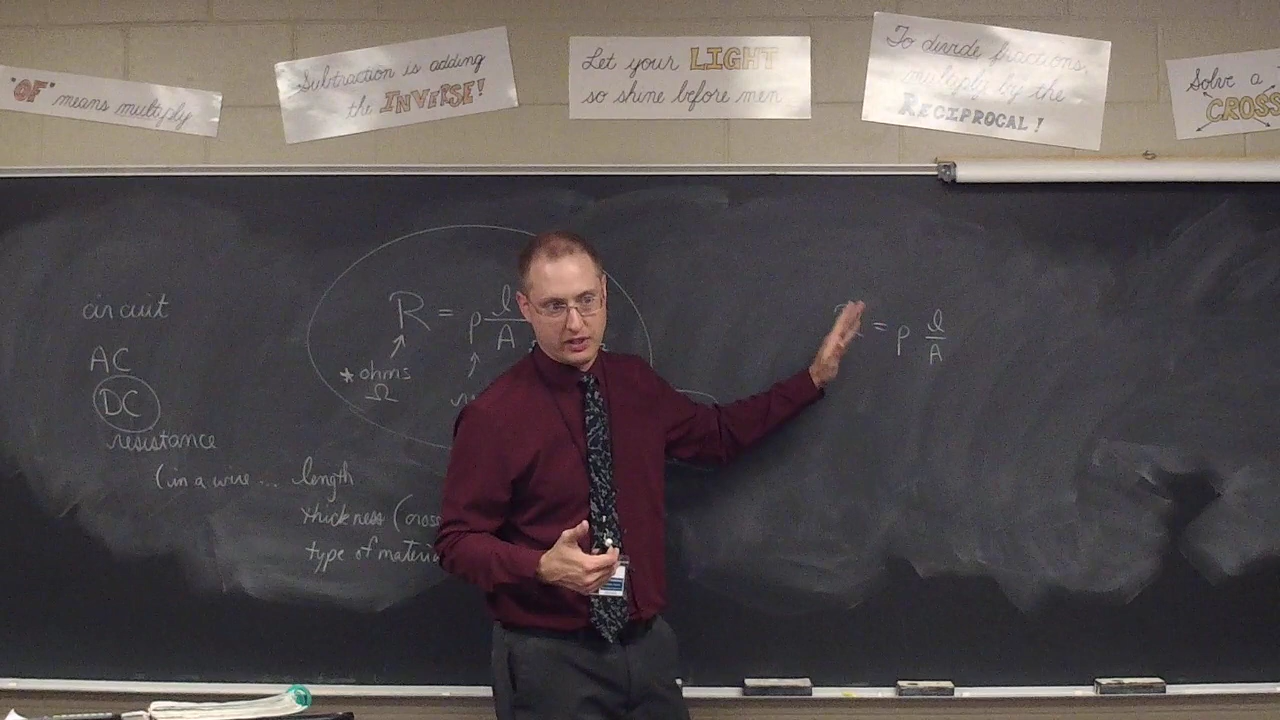 "OF" means multiply
Subtraction is adding
the INVERSE!
Let your LIGHT
so shine before men
To divide fractions,
multiply by the
RECIPROCAL!
Solve a
CROSS
circuit
AC
DC
resistance
(in a wire... length
thickness (cross
type of materia
R = ρ l
A
* ohms
Ω
= ρ l
A